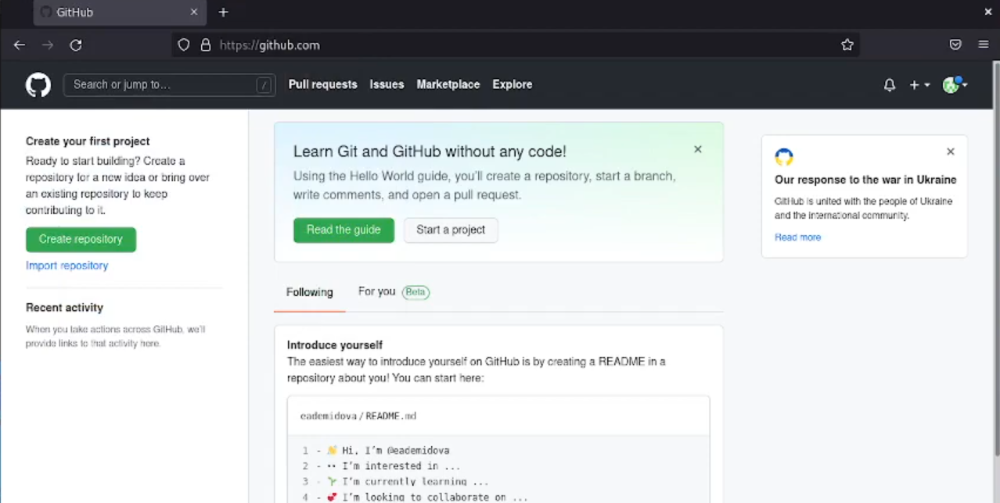 GitHub
https://github.com
Search or jump to...
/
Pull requests Issues Marketplace Explore
Create your first project
Ready to start building? Create a
repository for a new idea or bring over
an existing repository to keep
contributing to it.
Create repository
Import repository
Recent activity
When you take actions across GitHub, we'll
provide links to that activity here.
Learn Git and GitHub without any code!
Using the Hello World guide, you'll create a repository, start a branch,
write comments, and open a pull request.
Read the guide Start a project
Following For you Beta
Introduce yourself
The easiest way to introduce yourself on GitHub is by creating a README in a
repository about you! You can start here:
eademidova/README.md
1 - 👋 Hi, I'm @eademidova
2 - 👀 I'm interested in ...
3 - 🌱 I'm currently learning ...
4 - 💞️ I'm looking to collaborate on ...
Our response to the war in Ukraine
GitHub is united with the people of Ukraine
and the international community.
Read more